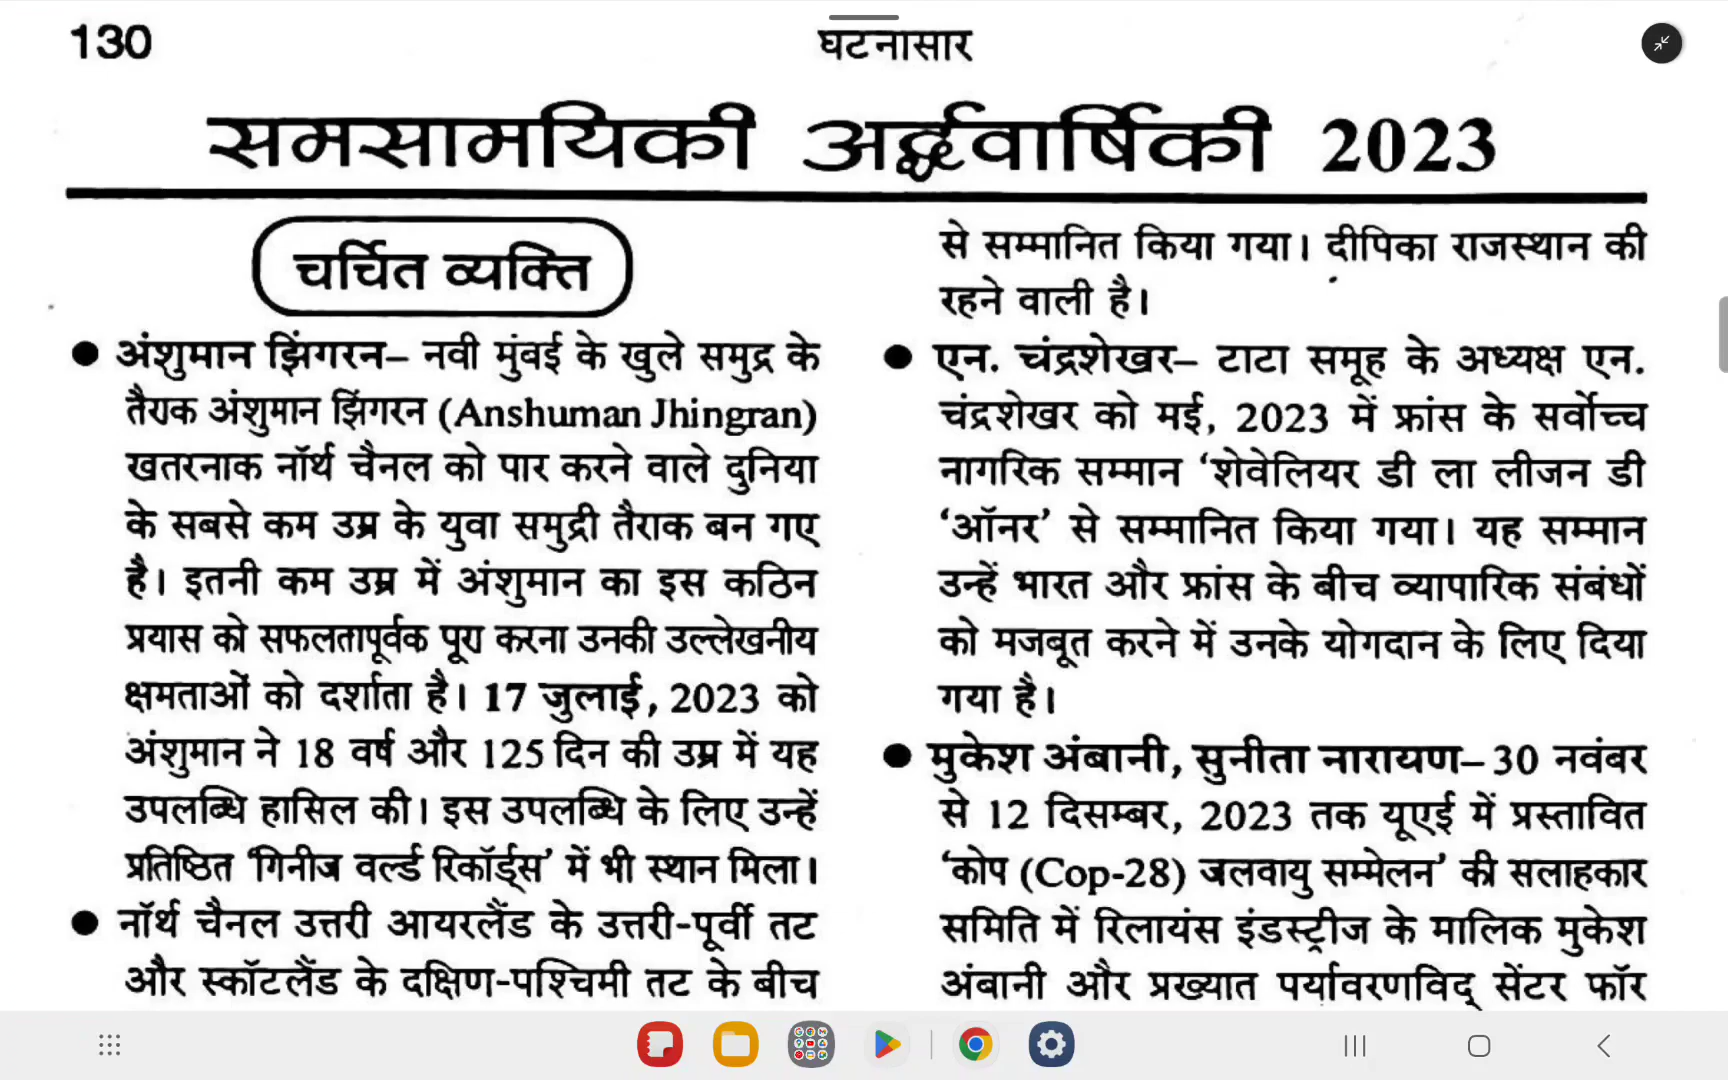 130
घटनासार
समसामयिकी अर्द्धवार्षिकी 2023
चर्चित व्यक्ति
● अंशुमान झिंगरन– नवी मुंबई के खुले समुद्र के
तैराक अंशुमान झिंगरन (Anshuman Jhingran)
खतरनाक नॉर्थ चैनल को पार करने वाले दुनिया
के सबसे कम उम्र के युवा समुद्री तैराक बन गए
है। इतनी कम उम्र में अंशुमान का इस कठिन
प्रयास को सफलतापूर्वक पूरा करना उनकी उल्लेखनीय
क्षमताओं को दर्शाता है। 17 जुलाई, 2023 को
अंशुमान ने 18 वर्ष और 125 दिन की उम्र में यह
उपलब्धि हासिल की। इस उपलब्धि के लिए उन्हें
प्रतिष्ठित ‘गिनीज वर्ल्ड रिकॉर्ड्स’ में भी स्थान मिला।
● नॉर्थ चैनल उत्तरी आयरलैंड के उत्तरी-पूर्वी तट
और स्कॉटलैंड के दक्षिण-पश्चिमी तट के बीच
से सम्मानित किया गया। दीपिका राजस्थान की
रहने वाली है।
● एन. चंद्रशेखर– टाटा समूह के अध्यक्ष एन.
चंद्रशेखर को मई, 2023 में फ्रांस के सर्वोच्च
नागरिक सम्मान ‘शेवेलियर डी ला लीजन डी
‘ऑनर’ से सम्मानित किया गया। यह सम्मान
उन्हें भारत और फ्रांस के बीच व्यापारिक संबंधों
को मजबूत करने में उनके योगदान के लिए दिया
गया है।
● मुकेश अंबानी, सुनीता नारायण– 30 नवंबर
से 12 दिसम्बर, 2023 तक यूएई में प्रस्तावित
‘कोप (Cop-28) जलवायु सम्मेलन’ की सलाहकार
समिति में रिलायंस इंडस्ट्रीज के मालिक मुकेश
अंबानी और प्रख्यात पर्यावरणविद् सेंटर फॉर